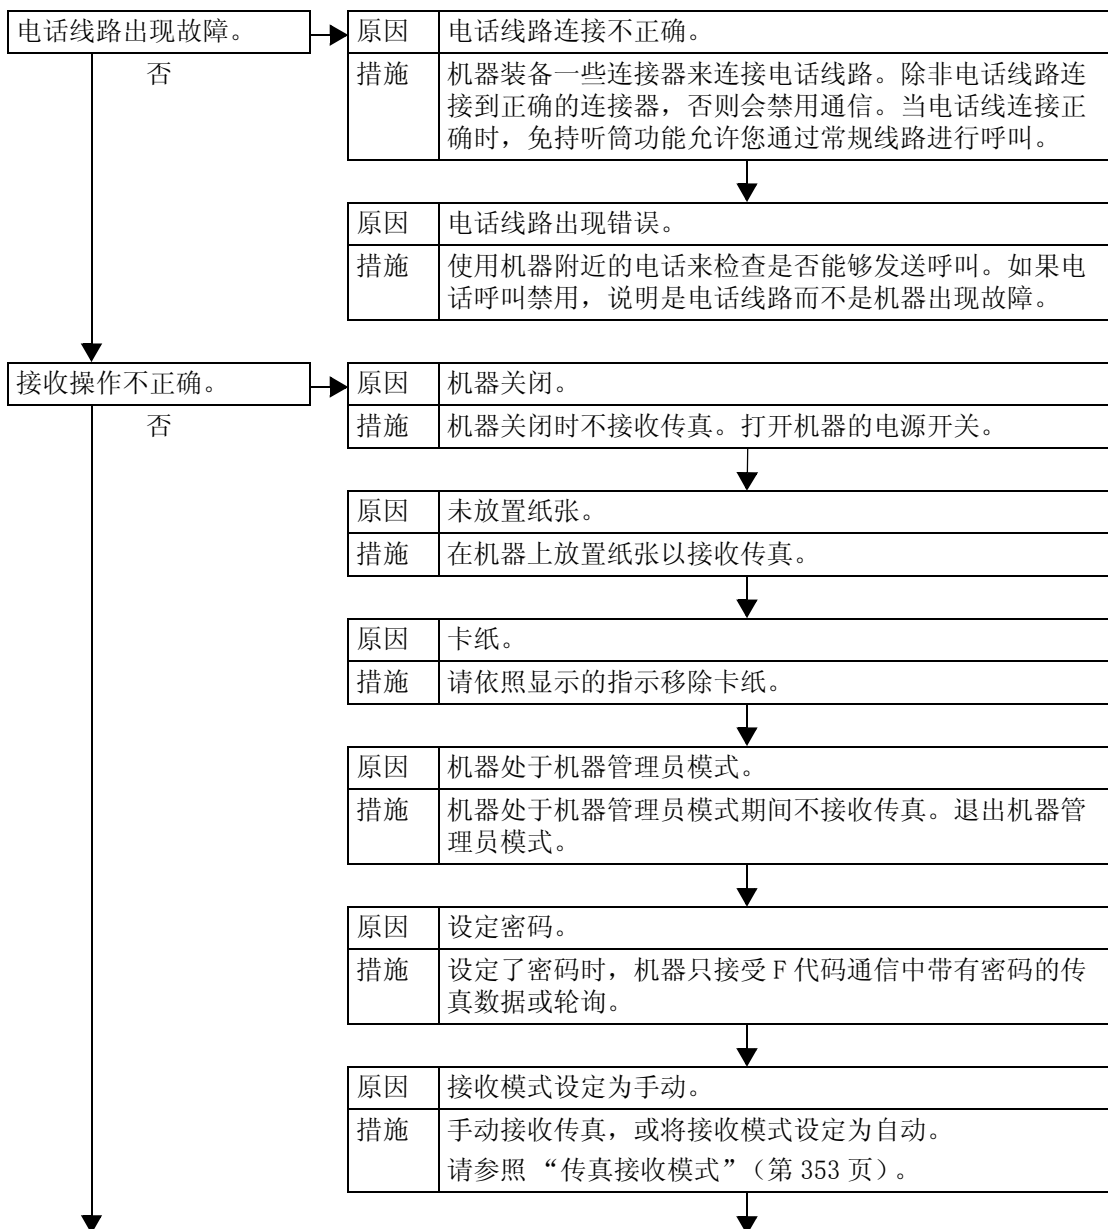 电话线路出现故障。
否
原因 电话线路连接不正确。
措施 机器装备一些连接器来连接电话线路。除非电话线路连
接到正确的连接器，否则会禁用通信。当电话线连接正
确时，免持听筒功能允许您通过常规线路进行呼叫。
原因 电话线路出现错误。
措施 使用机器附近的电话来检查是否能够发送呼叫。如果电
话呼叫禁用，说明是电话线路而不是机器出现故障。
接收操作不正确。
否
原因 机器关闭。
措施 机器关闭时不接收传真。打开机器的电源开关。
原因 未放置纸张。
措施 在机器上放置纸张以接收传真。
原因 卡纸。
措施 请依照显示的指示移除卡纸。
原因 机器处于机器管理员模式。
措施 机器处于机器管理员模式期间不接收传真。退出机器管
理员模式。
原因 设定密码。
措施 设定了密码时，机器只接受 F 代码通信中带有密码的传
真数据或轮询。
原因 接收模式设定为手动。
措施 手动接收传真，或将接收模式设定为自动。
请参照 “传真接收模式”（第 353 页）。